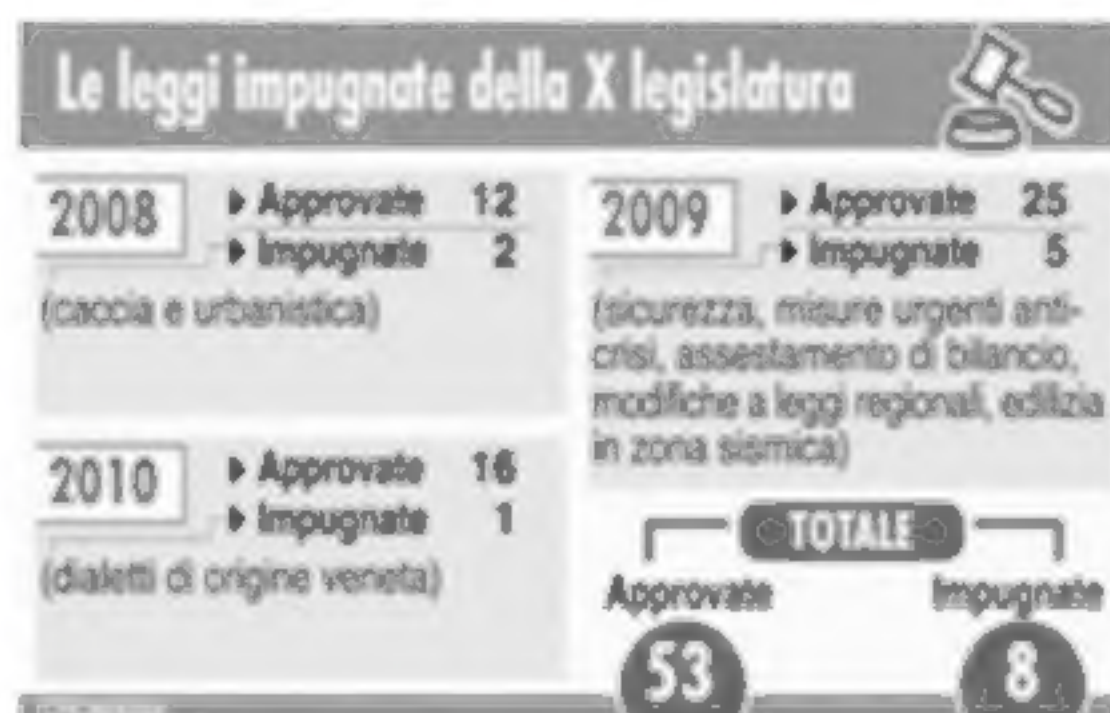 Le leggi impugnate della X legislatura
2008
Approvate 12
Impugnate 2
(caccia e urbanistica)
2009
Approvate 25
Impugnate 5
(sicurezza, misure urgenti anti-
crisi, assestamento di bilancio,
modifiche a leggi regionali, edilizia
in zona sismica)
2010
Approvate 16
Impugnate 1
(dialetti di origine veneta)
TOTALE
Approvate
53
Impugnate
8